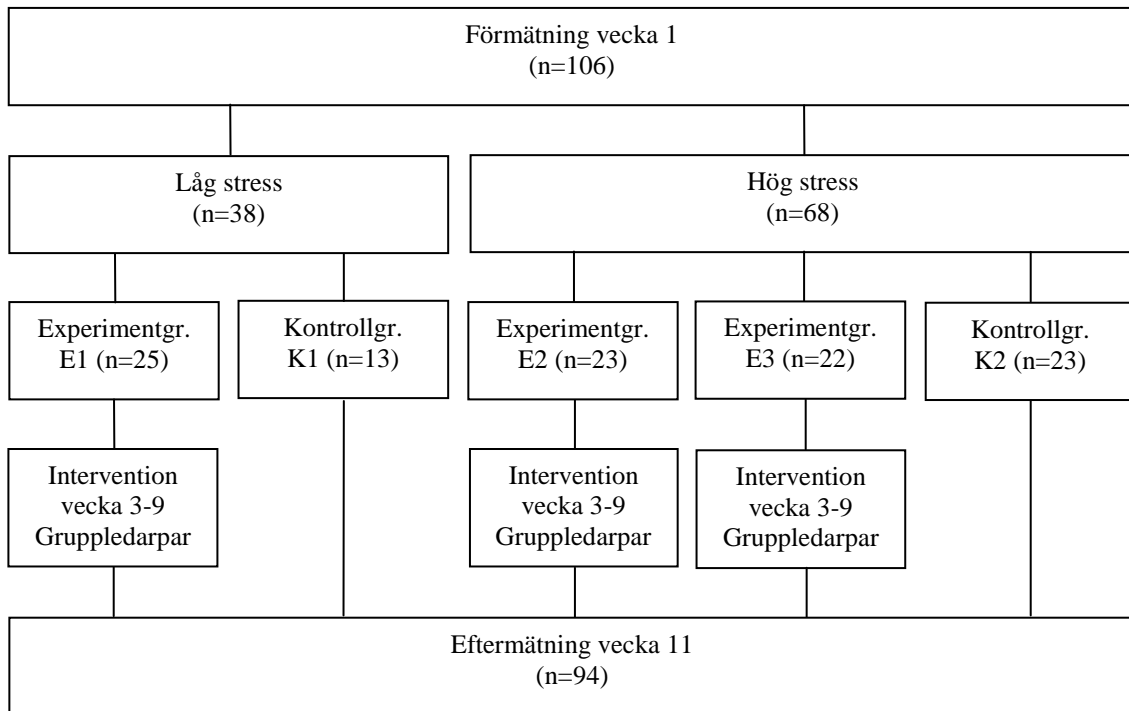 Förmätning vecka 1
(n=106)
Låg stress
(n=38)
Hög stress
(n=68)
Experimentgr.
E1 (n=25)
Kontrollgr.
K1 (n=13)
Experimentgr.
E2 (n=23)
Experimentgr.
E3 (n=22)
Kontrollgr.
K2 (n=23)
Intervention
vecka 3-9
Gruppledarpar
Intervention
vecka 3-9
Gruppledarpar
Intervention
vecka 3-9
Gruppledarpar
Eftermätning vecka 11
(n=94)